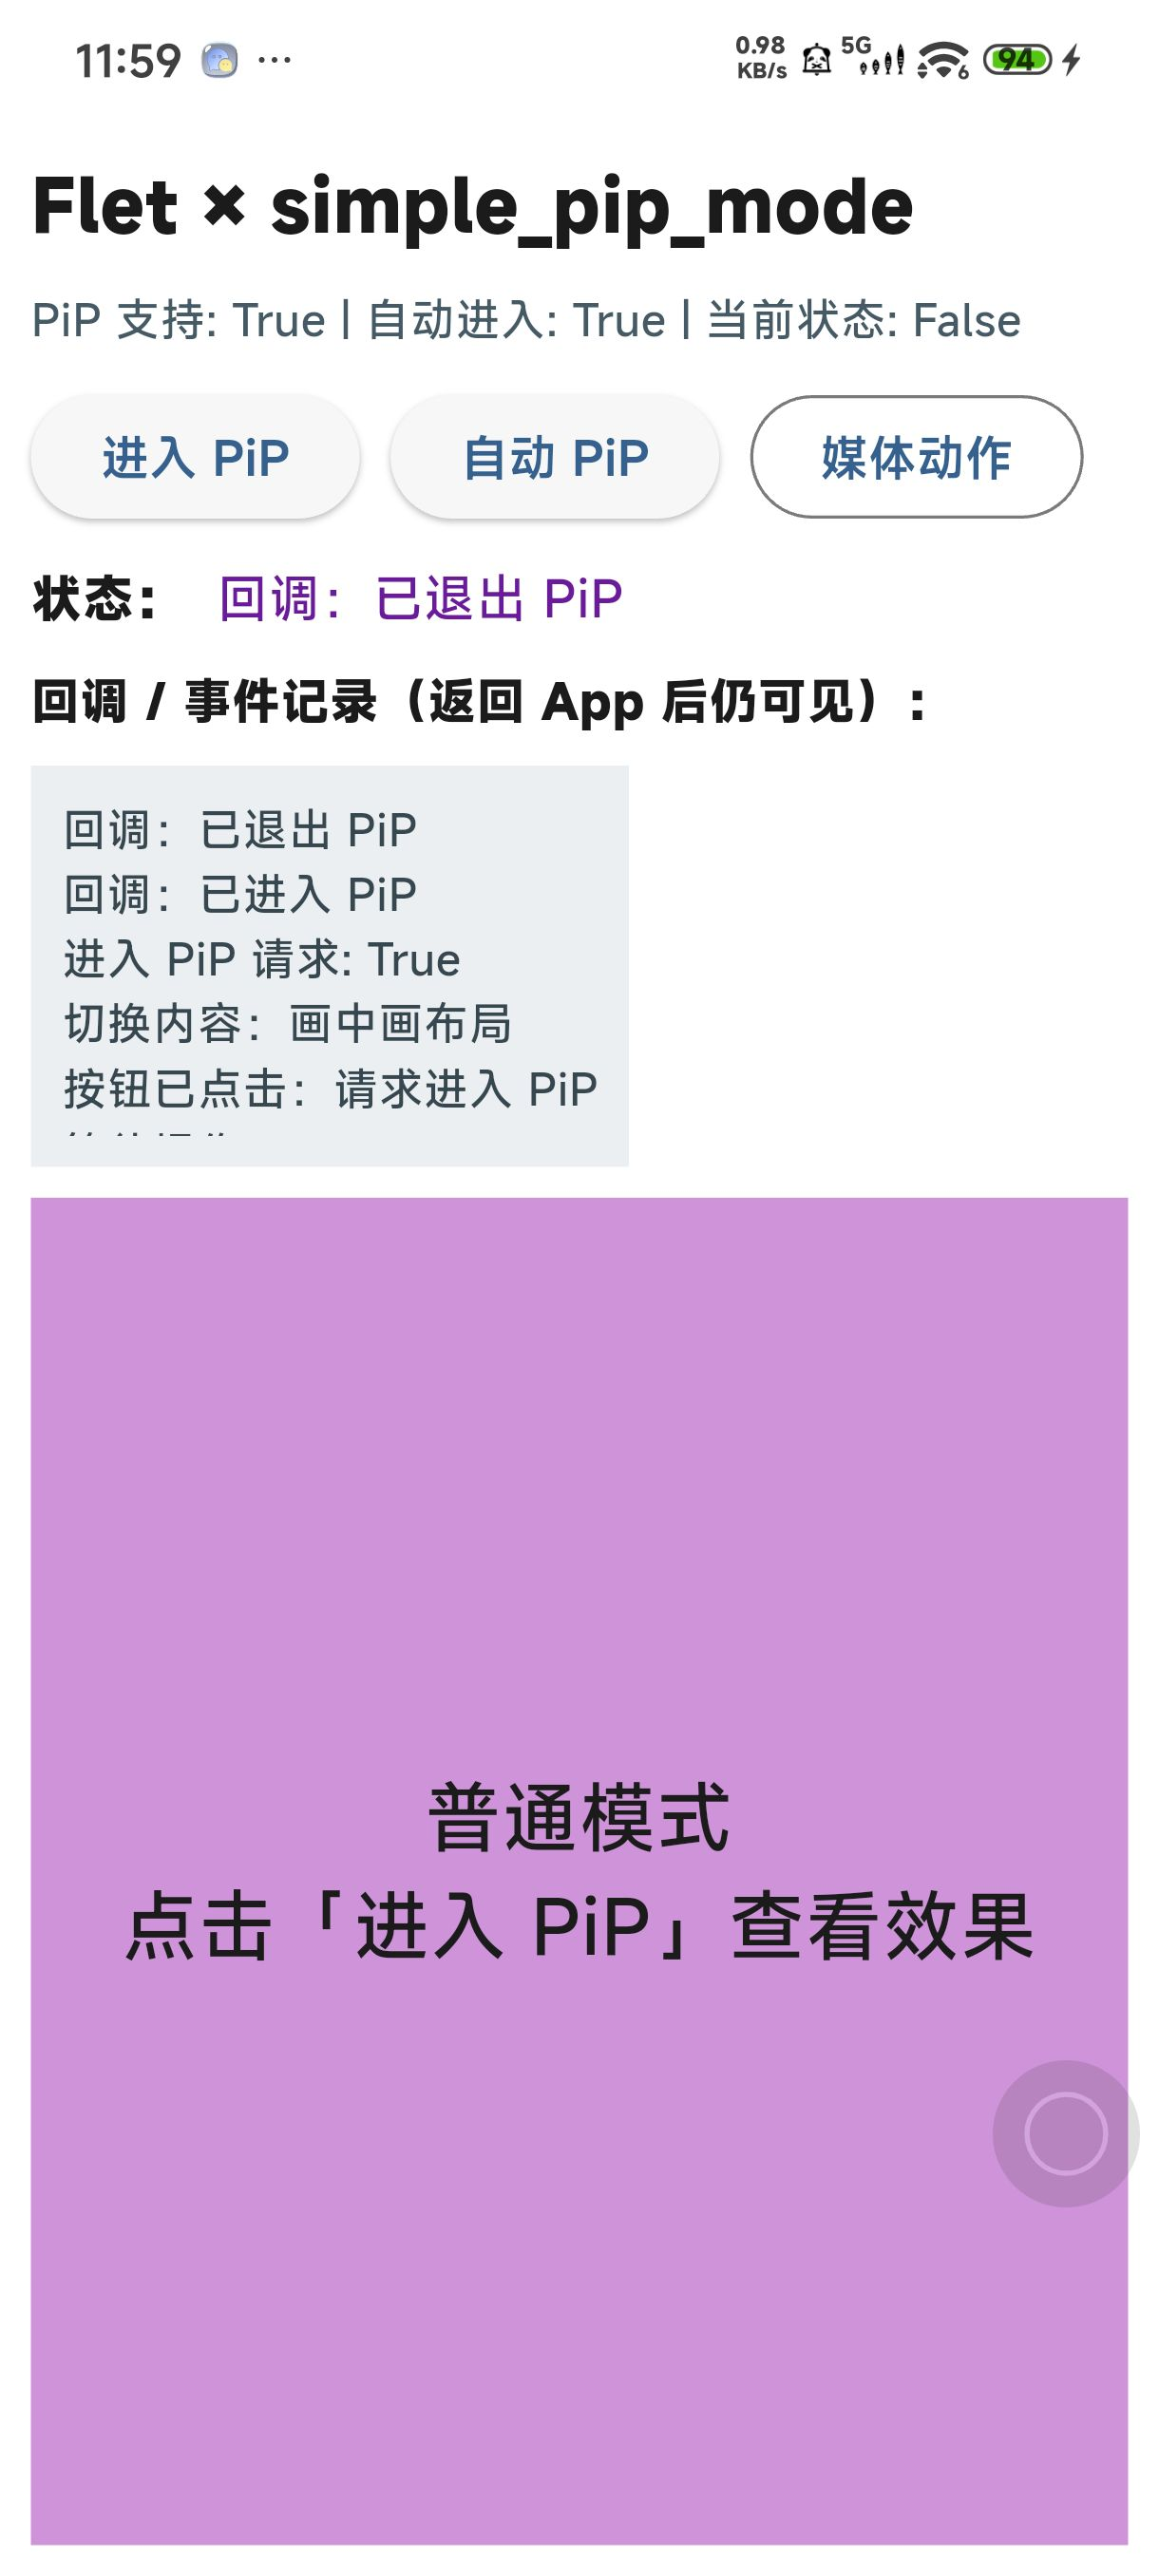 11:59 ...
0.98 KB/s 5G 6 94
Flet × simple_pip_mode
PiP 支持: True | 自动进入: True | 当前状态: False
进入 PiP 自动 PiP 媒体动作
状态： 回调：已退出 PiP
回调 / 事件记录（返回 App 后仍可见）：
回调：已退出 PiP
回调：已进入 PiP
进入 PiP 请求: True
切换内容：画中画布局
按钮已点击：请求进入 PiP
普通模式
点击「进入 PiP」查看效果